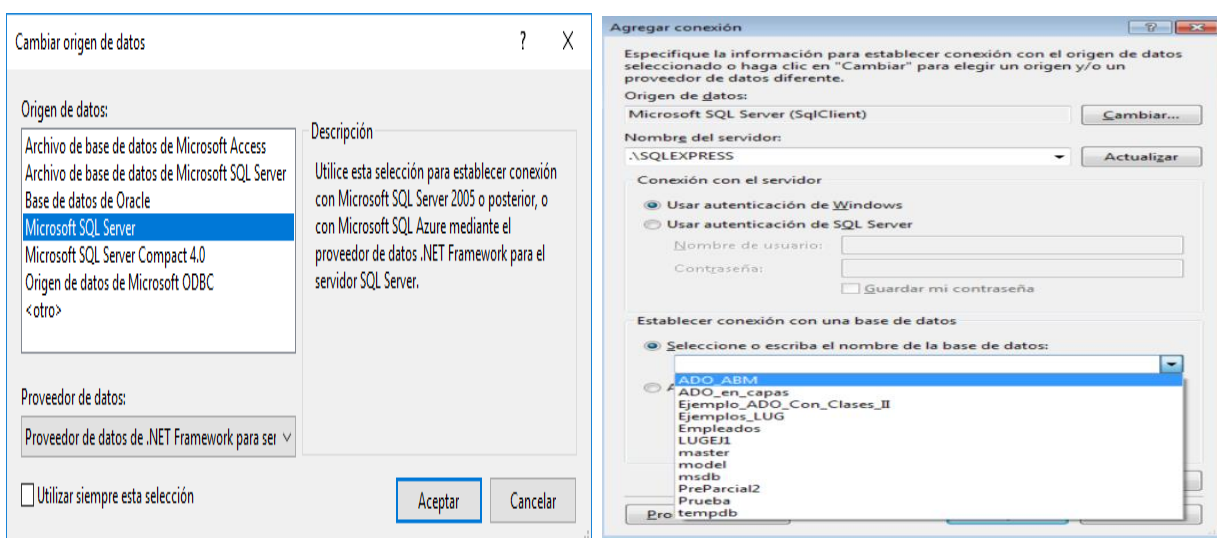 Cambiar origen de datos
?
X
Origen de datos:
Archivo de base de datos de Microsoft Access
Archivo de base de datos de Microsoft SQL Server
Base de datos de Oracle
Microsoft SQL Server
Microsoft SQL Server Compact 4.0
Origen de datos de Microsoft ODBC
<otro>
Descripción
Utilice esta selección para establecer conexión
con Microsoft SQL Server 2005 o posterior, o
con Microsoft SQL Azure mediante el
proveedor de datos .NET Framework para el
servidor SQL Server.
Proveedor de datos:
Proveedor de datos de .NET Framework para ser
Utilizar siempre esta selección
Aceptar
Cancelar
Agregar conexión
?
Especifique la información para establecer conexión con el origen de datos
seleccionado o haga clic en "Cambiar" para elegir un origen y/o un
proveedor de datos diferente.
Origen de datos:
Microsoft SQL Server (SqlClient)
Cambiar...
Nombre del servidor:
.\SQLEXPRESS
Actualizar
Conexión con el servidor
Usar autenticación de Windows
Usar autenticación de SQL Server
Nombre de usuario:
Contraseña:
Guardar mi contraseña
Establecer conexión con una base de datos
Seleccione o escriba el nombre de la base de datos:
A
ADO_ABM
ADO_en_capas
Ejemplo_ADO_Con_Clases_II
Ejemplos_LUG
Empleados
LUGEJ1
master
model
msdb
PreParcial2
Prueba
tempdb
Pro